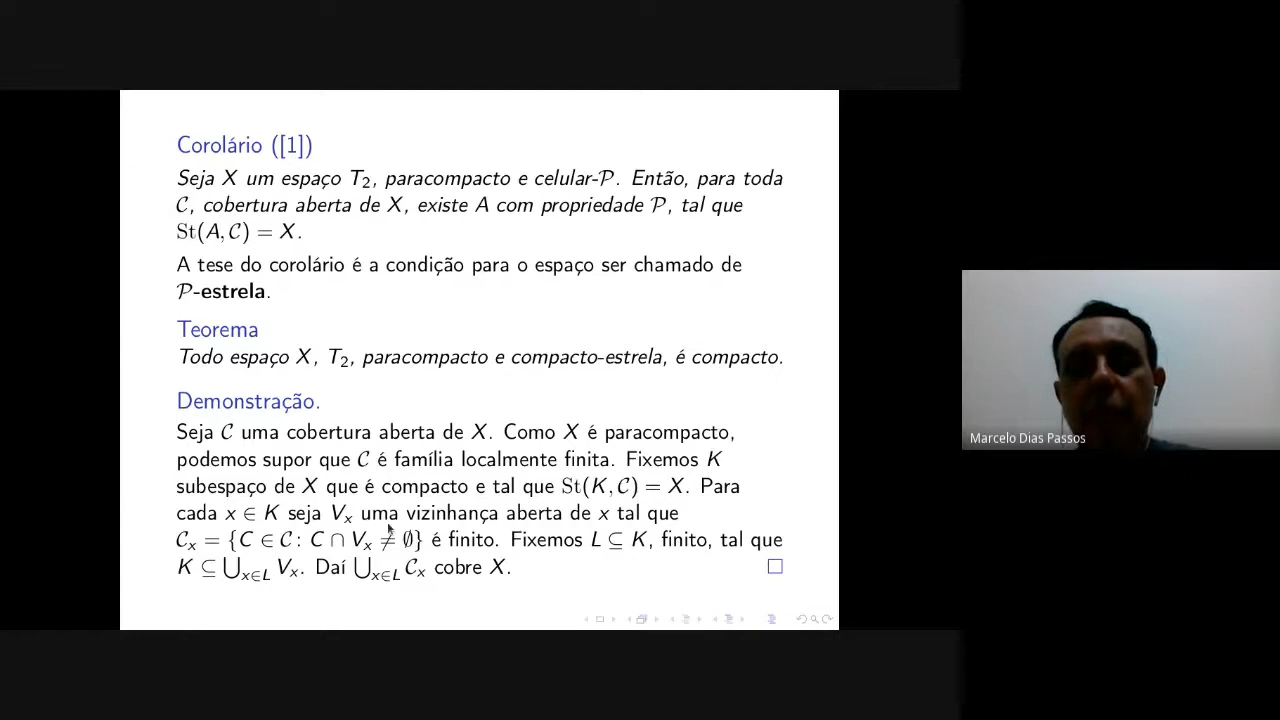 Corolário ([1])
Seja X um espaço T₂, paracompacto e celular-𝒫. Então, para toda
𝒞, cobertura aberta de X, existe A com propriedade 𝒫, tal que
St(A, 𝒞) = X.
A tese do corolário é a condição para o espaço ser chamado de
𝒫-estrela.
Teorema
Todo espaço X, T₂, paracompacto e compacto-estrela, é compacto.
Demonstração.
Seja 𝒞 uma cobertura aberta de X. Como X é paracompacto,
podemos supor que 𝒞 é família localmente finita. Fixemos K
subespaço de X que é compacto e tal que St(K, 𝒞) = X. Para
cada x ∈ K seja Vₓ uma vizinhança aberta de x tal que
𝒞ₓ = {C ∈ 𝒞: C ∩ Vₓ ≠ ∅} é finito. Fixemos L ⊆ K, finito, tal que
K ⊆ ⋃_{x∈L} Vₓ. Daí ⋃_{x∈L} 𝒞ₓ cobre X. □
Marcelo Dias Passos